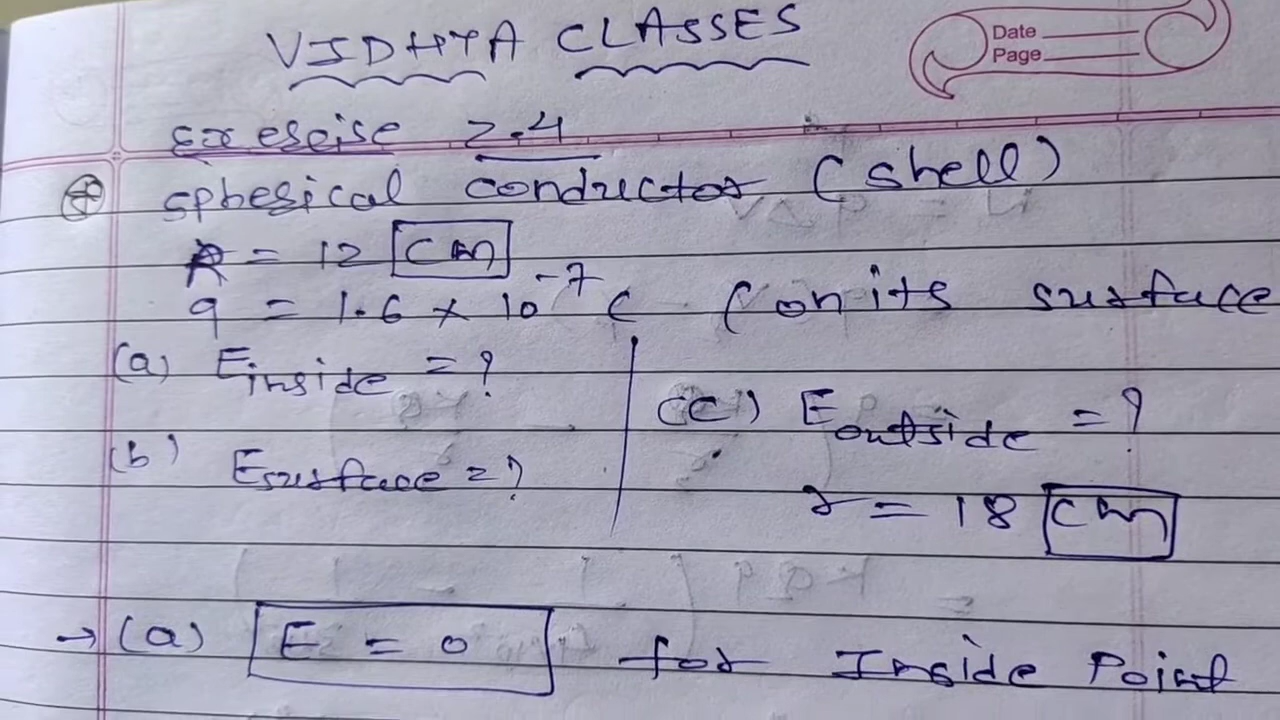 VIDHYA CLASSES
Date
Page
Exercise 2.4
Spherical conductor (shell)
R = 12 cm
q = 1.6 × 10⁻⁷ C (on its surface
(a) Einside = ?
(b) Esurface = ?
(c) Eoutside = ?
r = 18 cm
→ (a) E = 0 for Inside Point